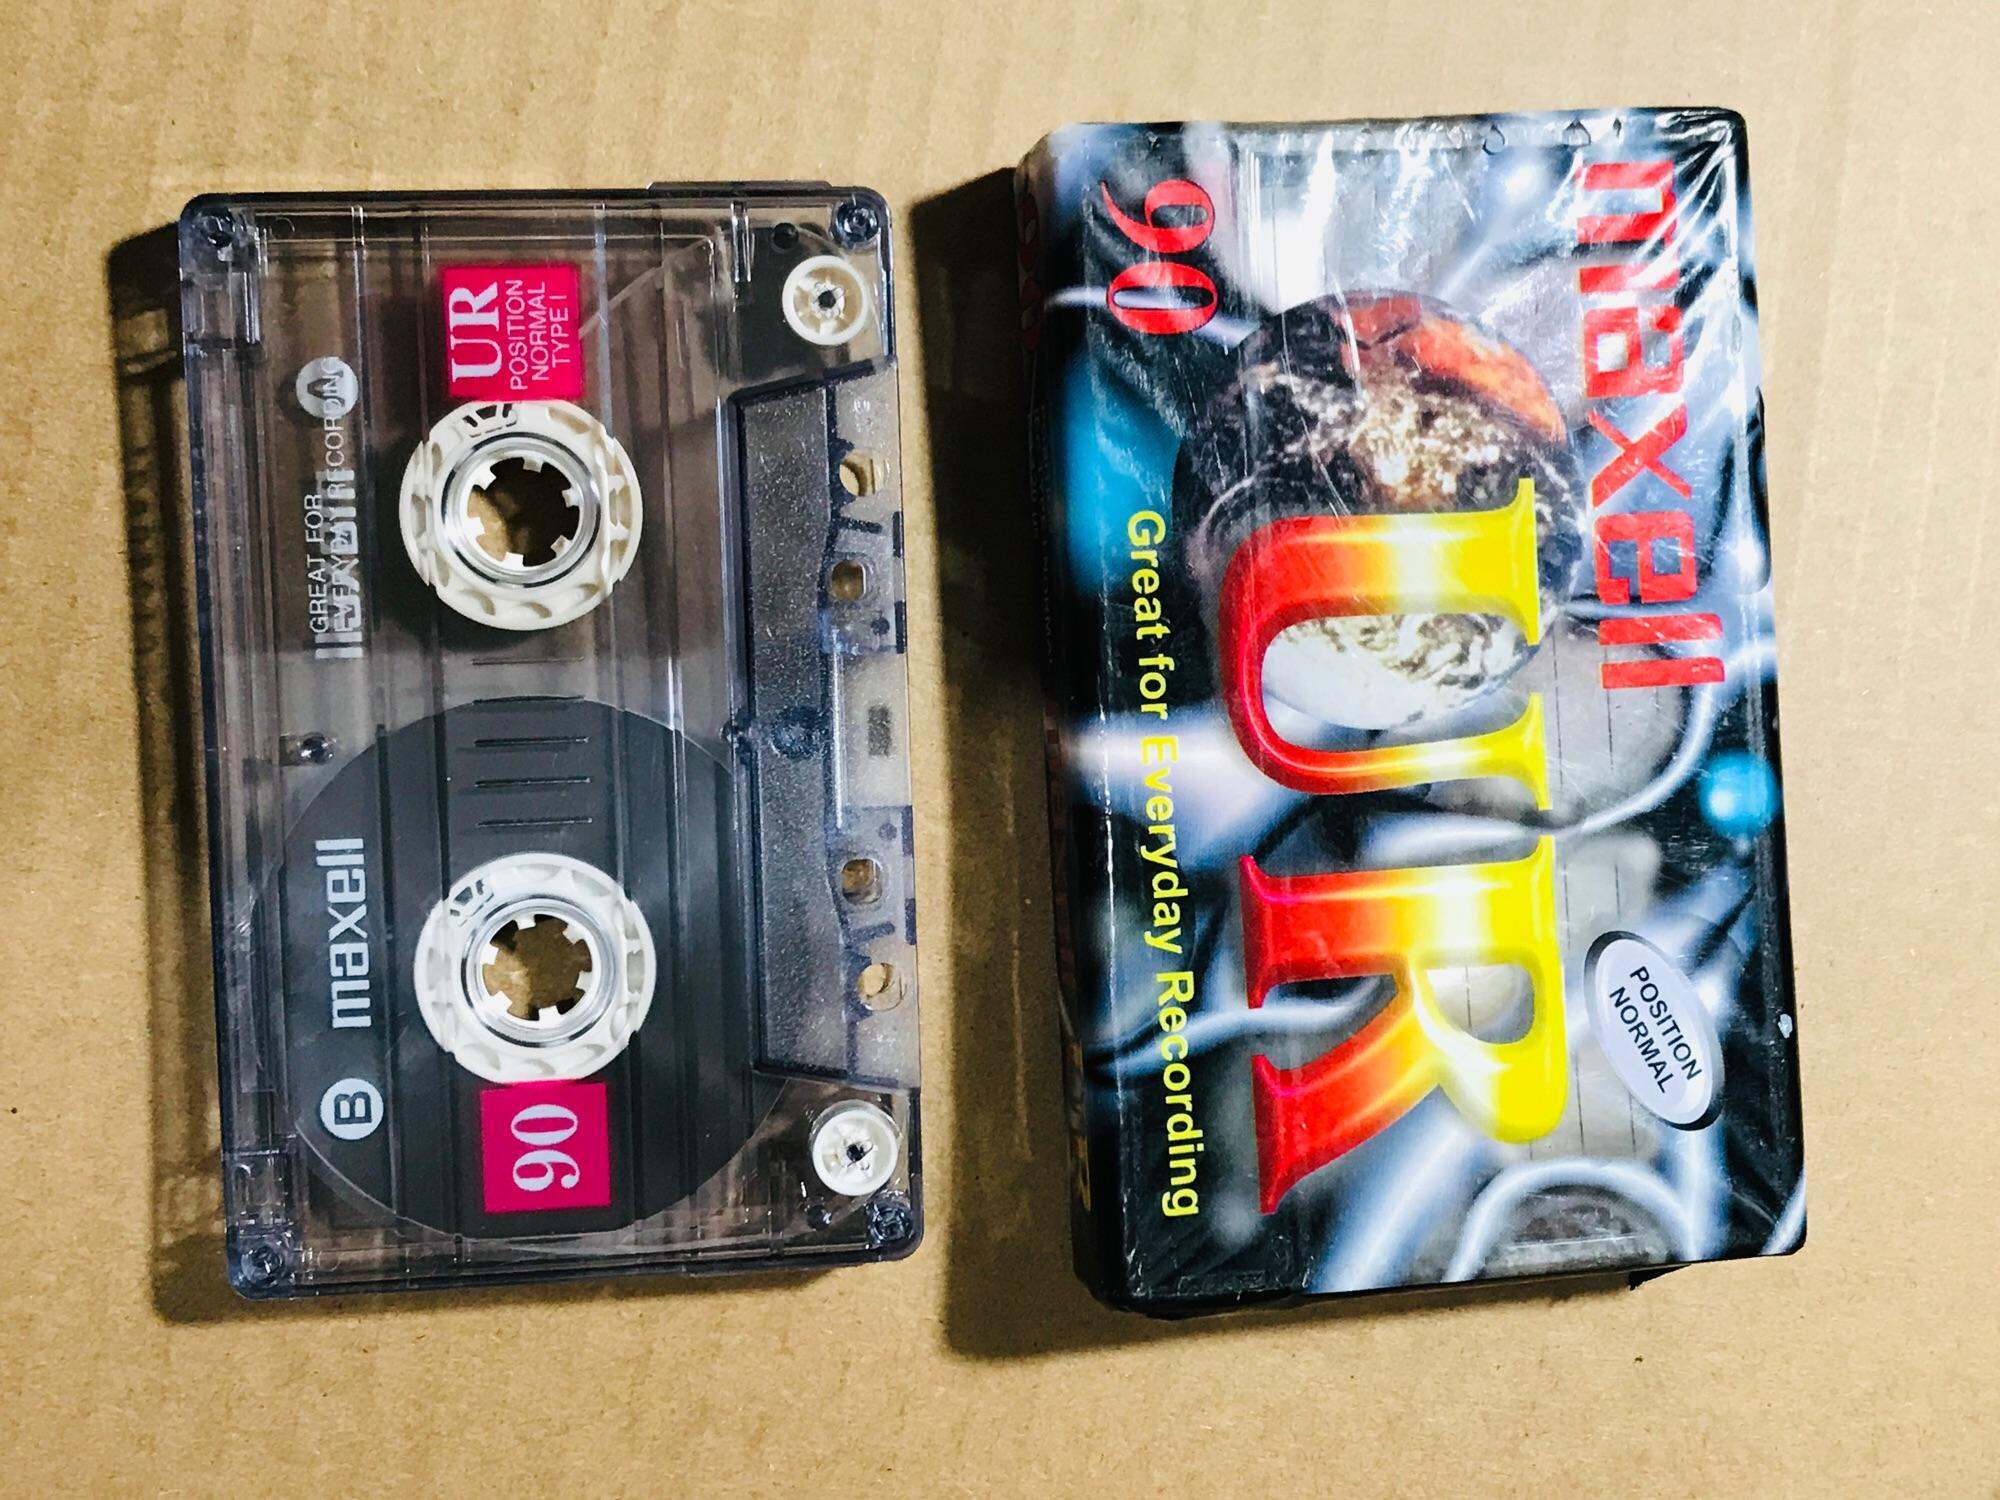 UR
POSITION
NORMAL
TYPE I
A
GREAT FOR
EVERYDAY RECORDING
B
maxell
90
maxell
90
UR
Great for Everyday Recording
POSITION
NORMAL